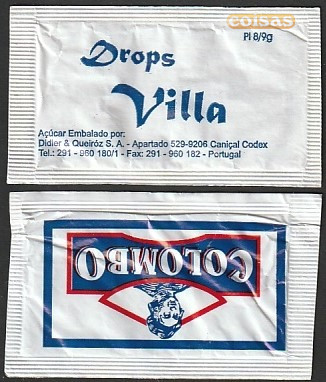 coisas
Pl 8/9g
Drops
Villa
Açúcar Embalado por:
Didier & Queiróz S. A. - Apartado 529-9206 Caniçal Codex
Tel.: 291 - 960 180/1 - Fax: 291 - 960 182 - Portugal
COLOMBO